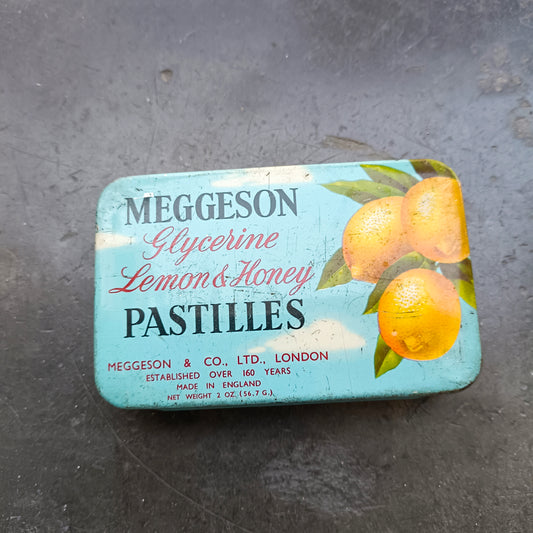 MEGGESON
Glycerine
Lemon & Honey
PASTILLES
MEGGESON & CO., LTD., LONDON
ESTABLISHED OVER 160 YEARS
MADE IN ENGLAND
NET WEIGHT 2 OZ. (56.7 G.)